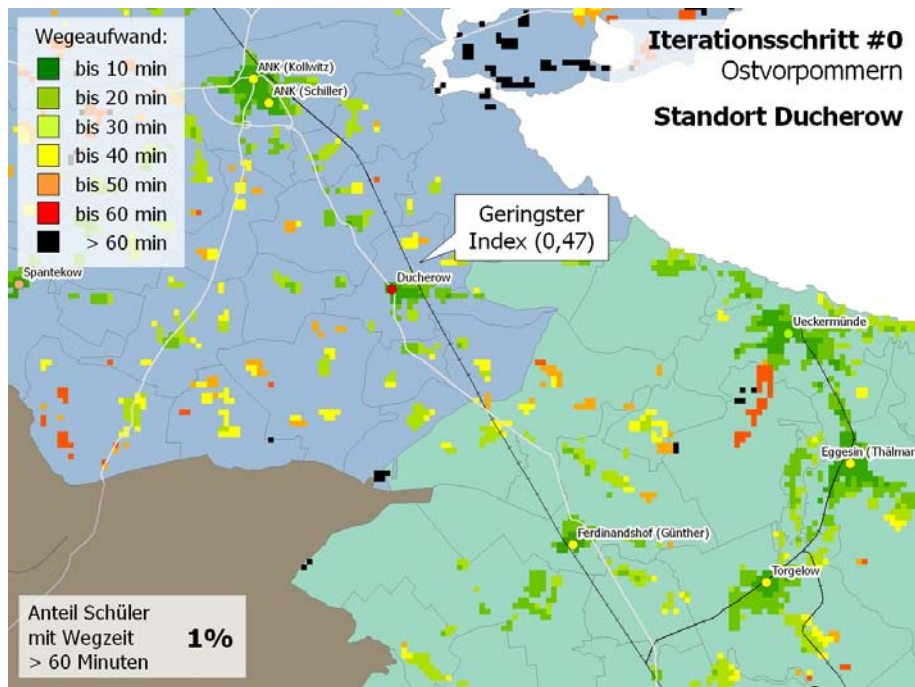 Wegeaufwand:
bis 10 min
bis 20 min
bis 30 min
bis 40 min
bis 50 min
bis 60 min
> 60 min
Iterationsschritt #0
Ostvorpommern
Standort Ducherow
ANK (Kollwitz)
ANK (Schiller)
Geringster
Index (0,47)
Spantekow
Ducherow
Ueckermünde
Eggesin (Thälman
Ferdinandshof (Günther)
Torgelow
Anteil Schüler
mit Wegzeit
> 60 Minuten
1%